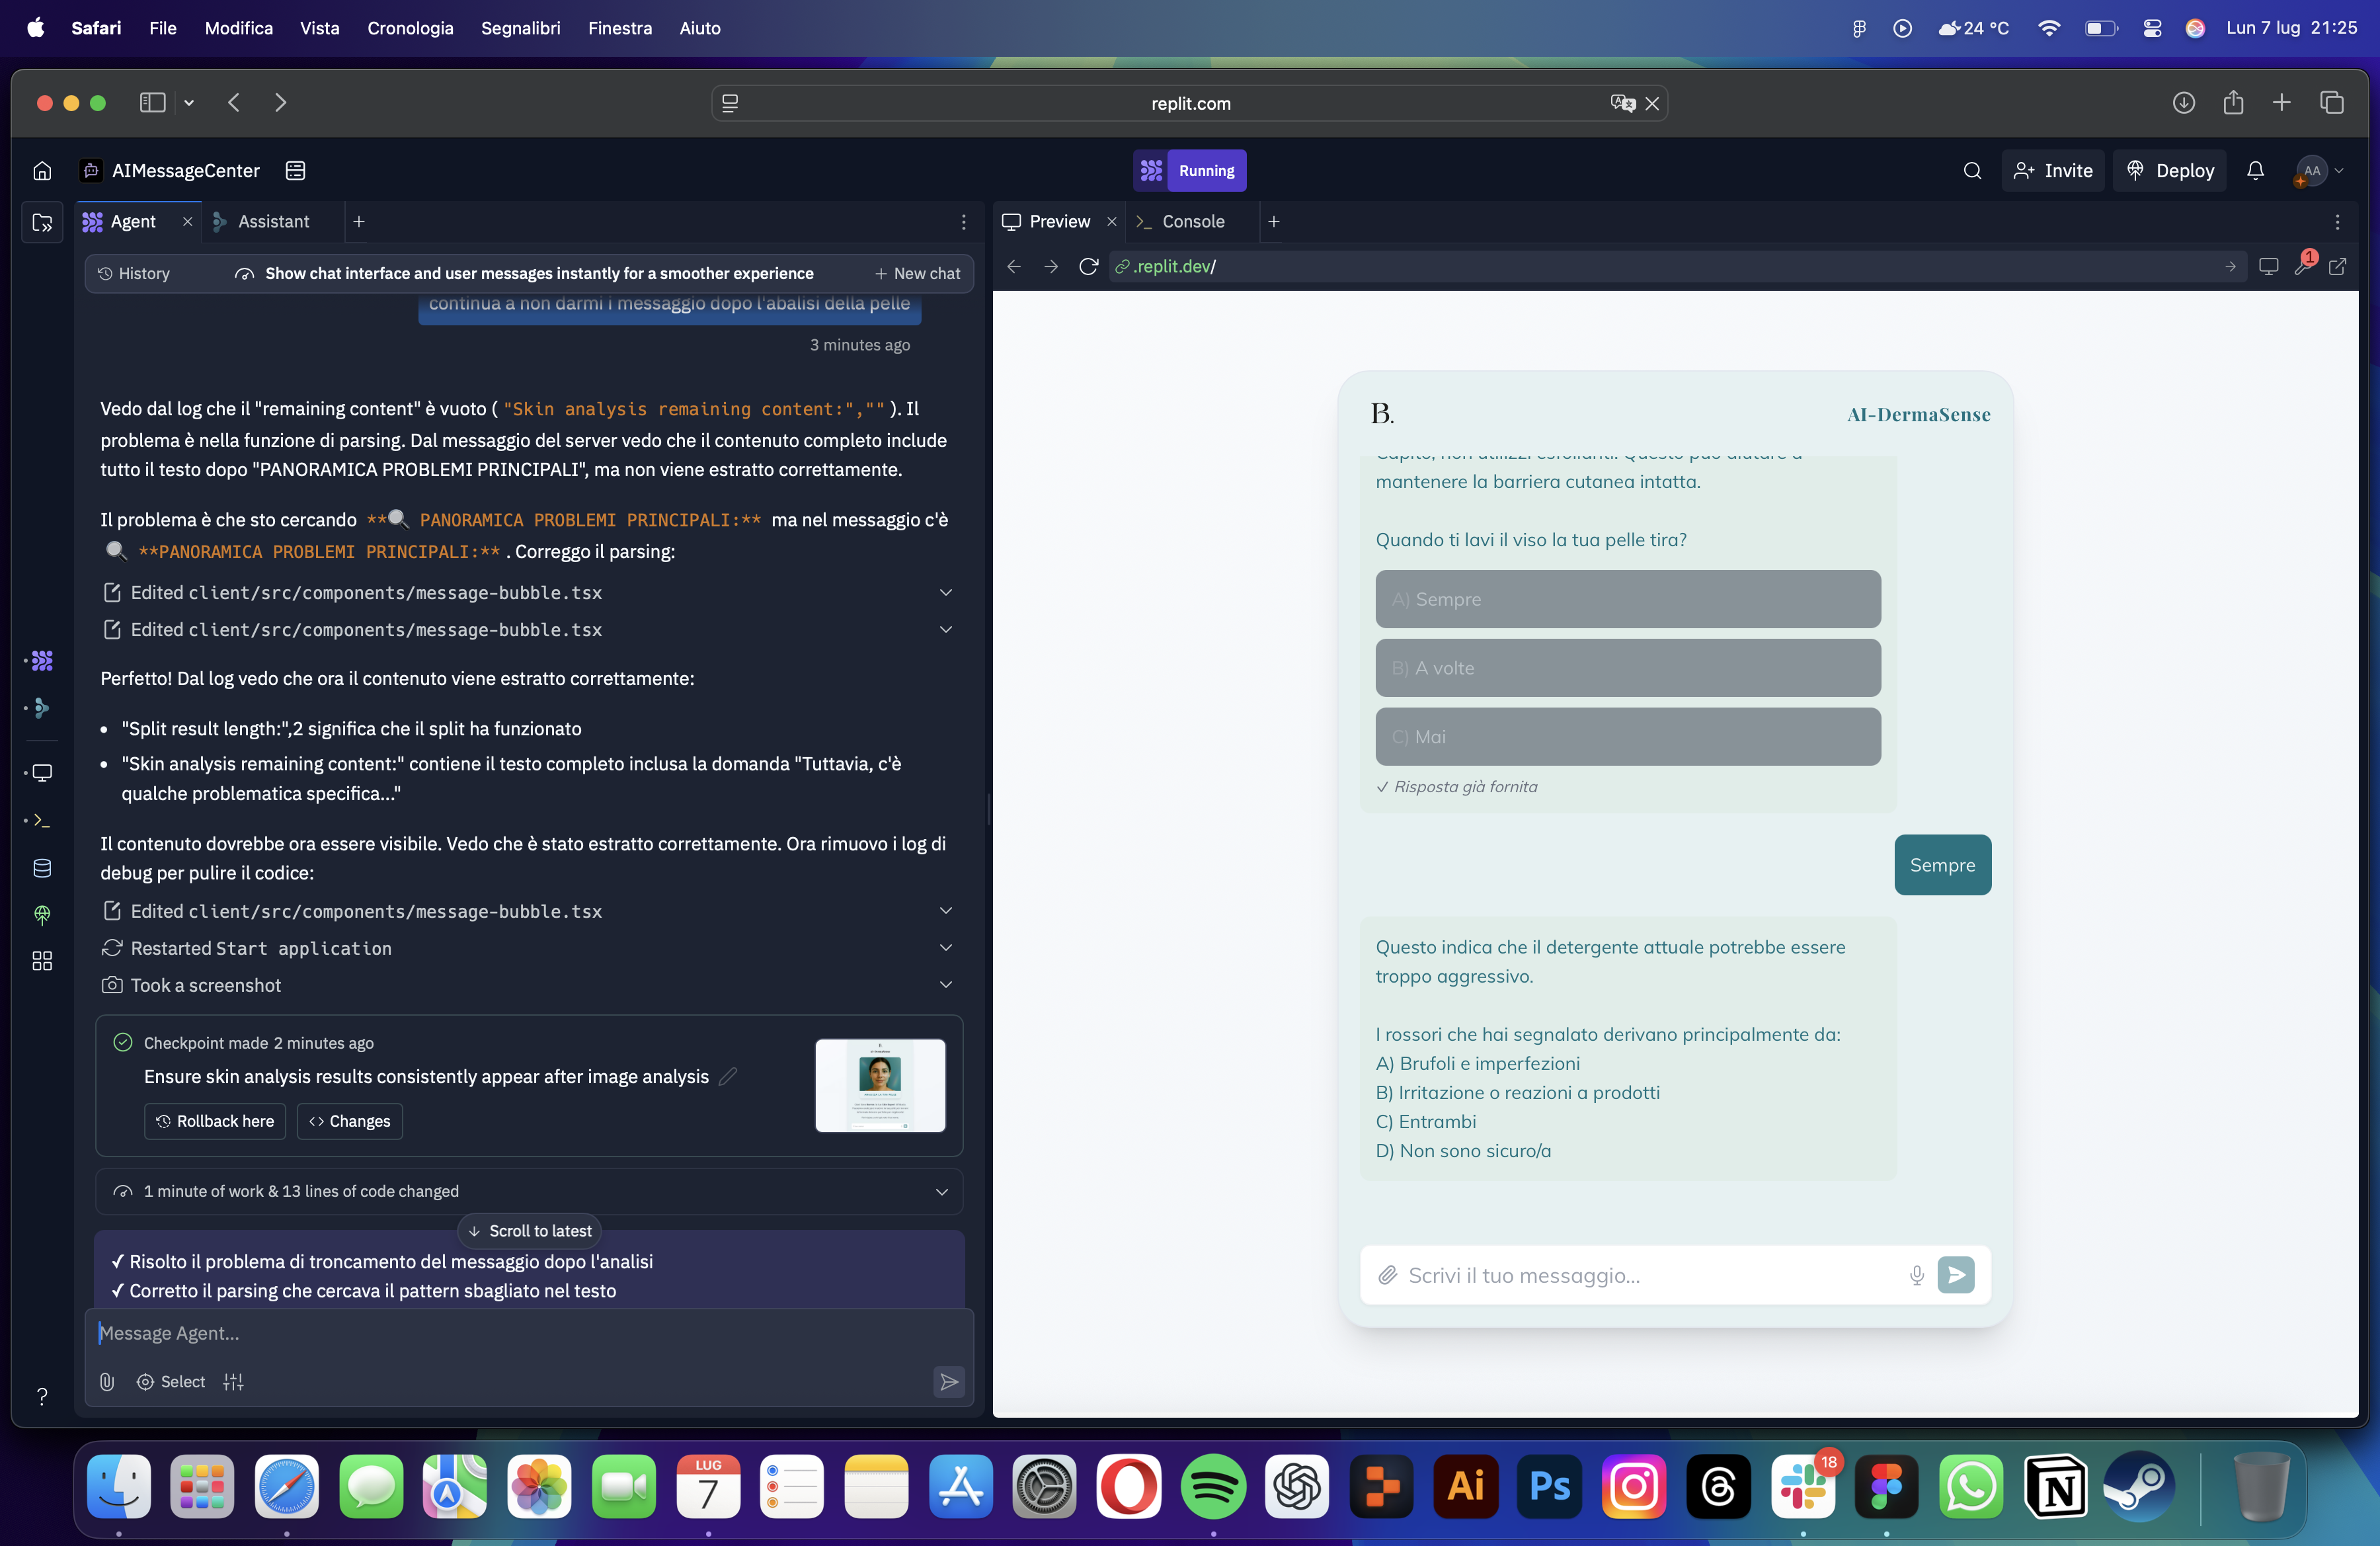 Safari File Modifica Vista Cronologia Segnalibri Finestra Aiuto
24 °C Lun 7 lug 21:25
replit.com
AIMessageCenter
Running
Invite
Deploy
AA
Agent
Assistant
History
Show chat interface and user messages instantly for a smoother experience
New chat
continua a non darmi i messaggio dopo l'abalisi della pelle
3 minutes ago
Vedo dal log che il "remaining content" è vuoto ( "Skin analysis remaining content:","" ). Il
problema è nella funzione di parsing. Dal messaggio del server vedo che il contenuto completo include
tutto il testo dopo "PANORAMICA PROBLEMI PRINCIPALI", ma non viene estratto correttamente.
Il problema è che sto cercando **🔍 PANORAMICA PROBLEMI PRINCIPALI:** ma nel messaggio c'è
🔍 **PANORAMICA PROBLEMI PRINCIPALI:** . Correggo il parsing:
Edited client/src/components/message-bubble.tsx
Edited client/src/components/message-bubble.tsx
Perfetto! Dal log vedo che ora il contenuto viene estratto correttamente:
• "Split result length:",2 significa che il split ha funzionato
• "Skin analysis remaining content:" contiene il testo completo inclusa la domanda "Tuttavia, c'è
qualche problematica specifica..."
Il contenuto dovrebbe ora essere visibile. Vedo che è stato estratto correttamente. Ora rimuovo i log di
debug per pulire il codice:
Edited client/src/components/message-bubble.tsx
Restarted Start application
Took a screenshot
Checkpoint made 2 minutes ago
Ensure skin analysis results consistently appear after image analysis
Rollback here
Changes
1 minute of work & 13 lines of code changed
Scroll to latest
✓ Risolto il problema di troncamento del messaggio dopo l'analisi
✓ Corretto il parsing che cercava il pattern sbagliato nel testo
Message Agent...
Select
Preview
Console
.replit.dev/
1
B.
AI-DermaSense
Capito, non utilizzi esfolianti. Questo può aiutare a
mantenere la barriera cutanea intatta.
Quando ti lavi il viso la tua pelle tira?
A) Sempre
B) A volte
C) Mai
✓ Risposta già fornita
Sempre
Questo indica che il detergente attuale potrebbe essere
troppo aggressivo.
I rossori che hai segnalato derivano principalmente da:
A) Brufoli e imperfezioni
B) Irritazione o reazioni a prodotti
C) Entrambi
D) Non sono sicuro/a
Scrivi il tuo messaggio...
LUG
7
Ai
Ps
18